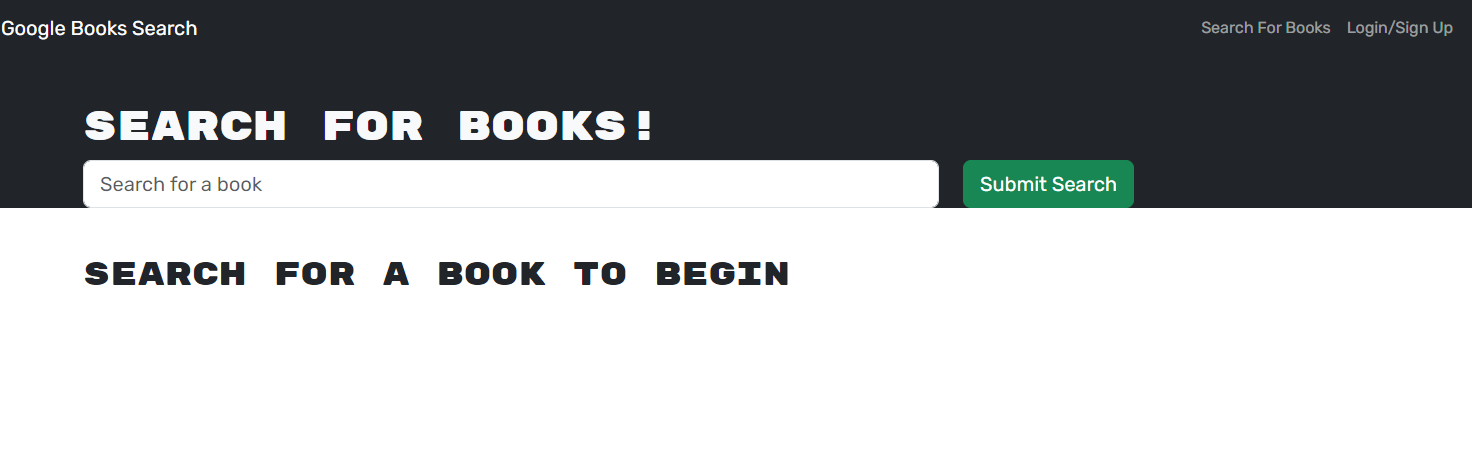 Google Books Search
Search For Books Login/Sign Up
SEARCH FOR BOOKS!
Search for a book
Submit Search
SEARCH FOR A BOOK TO BEGIN